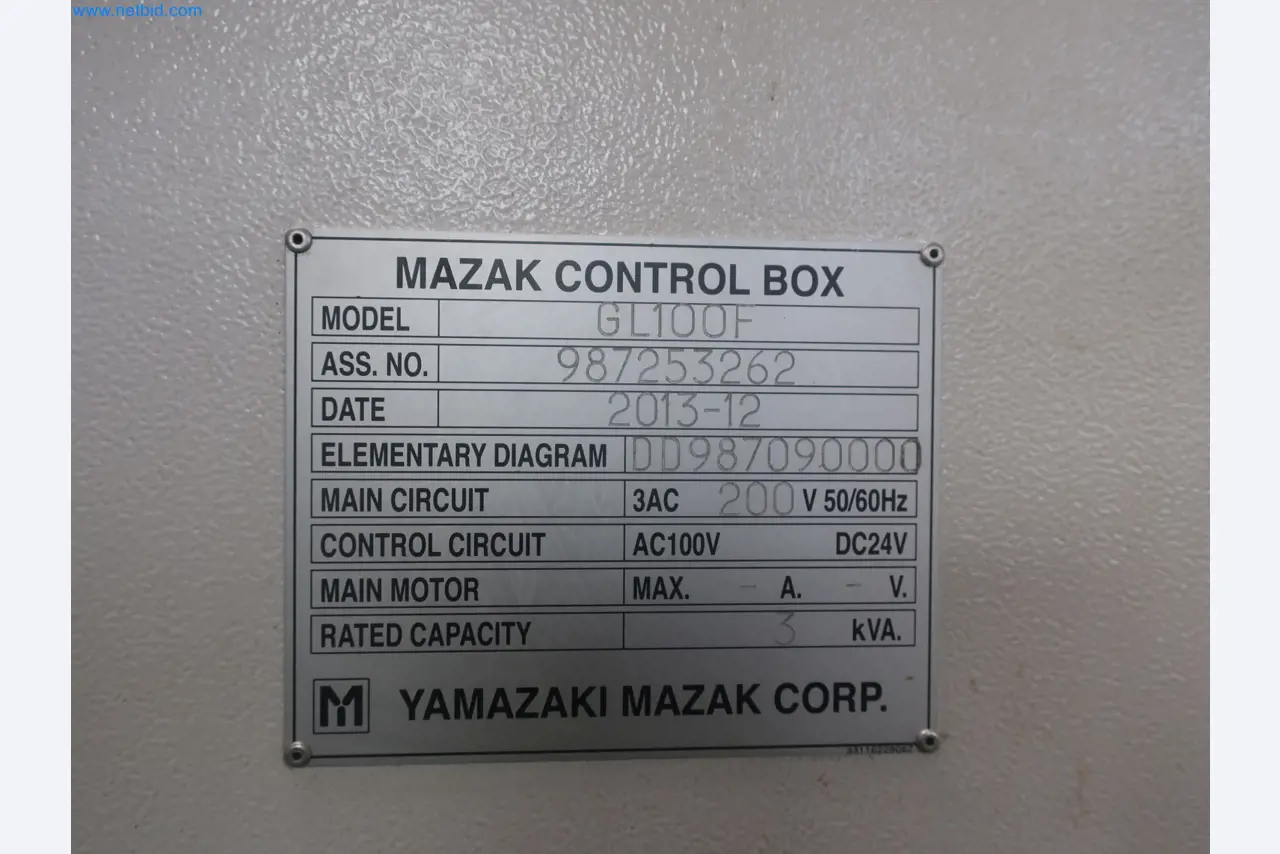 www.netbid.com
MAZAK CONTROL BOX
MODEL GL100F
ASS. NO. 987253262
DATE 2013-12
ELEMENTARY DIAGRAM DD987090000
MAIN CIRCUIT 3AC 200 V 50/60Hz
CONTROL CIRCUIT AC100V DC24V
MAIN MOTOR MAX. - A. - V.
RATED CAPACITY 3 kVA.
YAMAZAKI MAZAK CORP.